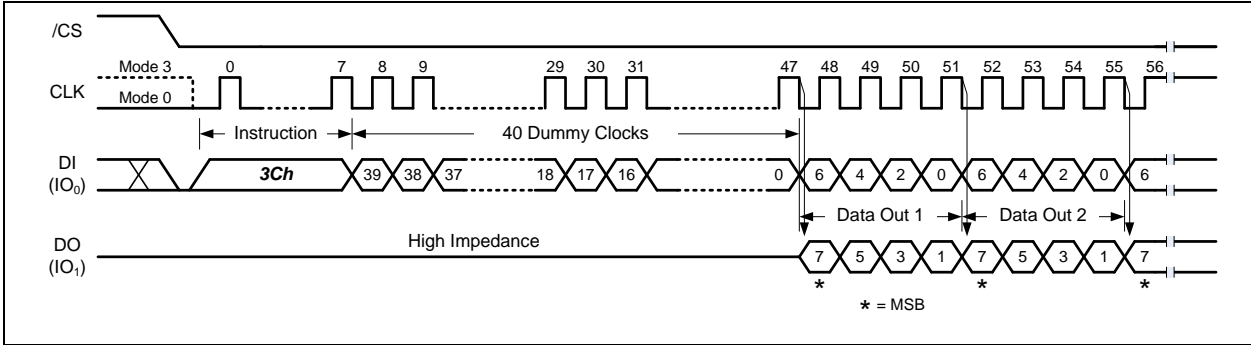 /CS
Mode 3 0 7 8 9 29 30 31 47 48 49 50 51 52 53 54 55 56
CLK
Mode 0
Instruction 40 Dummy Clocks
DI
(IO0)
3Ch 39 38 37 18 17 16 0 6 4 2 0 6 4 2 0 6
Data Out 1 Data Out 2
DO
(IO1)
High Impedance
7 5 3 1 7 5 3 1 7
* * *
* = MSB